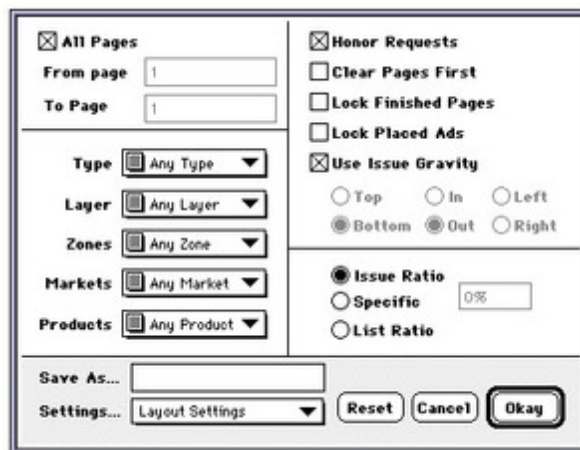 All Pages
From page 1
To Page 1
Type Any Type
Layer Any Layer
Zones Any Zone
Markets Any Market
Products Any Product
Honor Requests
Clear Pages First
Lock Finished Pages
Lock Placed Ads
Use Issue Gravity
Top In Left
Bottom Out Right
Issue Ratio
Specific 0%
List Ratio
Save As...
Settings... Layout Settings Reset Cancel Okay